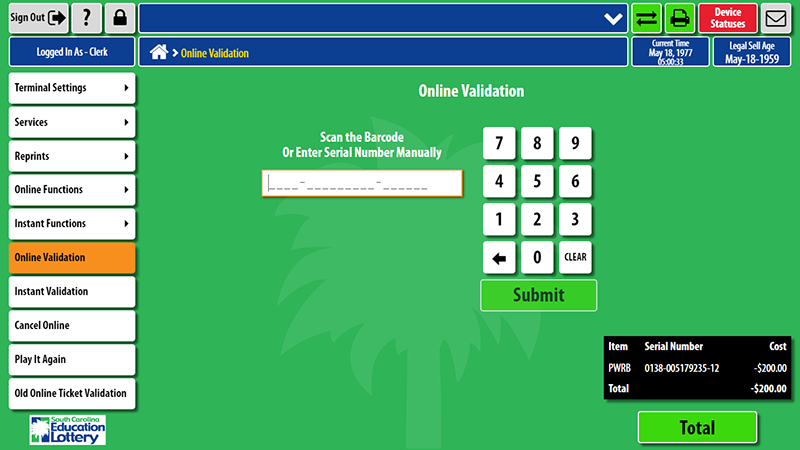 Sign Out
?
Device
Statuses
Logged In As - Clerk
> Online Validation
Current Time
May 18, 1977
05:00:33
Legal Sell Age
May-18-1959
Terminal Settings
Services
Reprints
Online Functions
Instant Functions
Online Validation
Instant Validation
Cancel Online
Play It Again
Old Online Ticket Validation
South Carolina
Education
Lottery
Online Validation
Scan the Barcode
Or Enter Serial Number Manually
____-_________-______
7 8 9
4 5 6
1 2 3
0 CLEAR
Submit
Item Serial Number Cost
PWRB 0138-005179235-12 -$200.00
Total -$200.00
Total